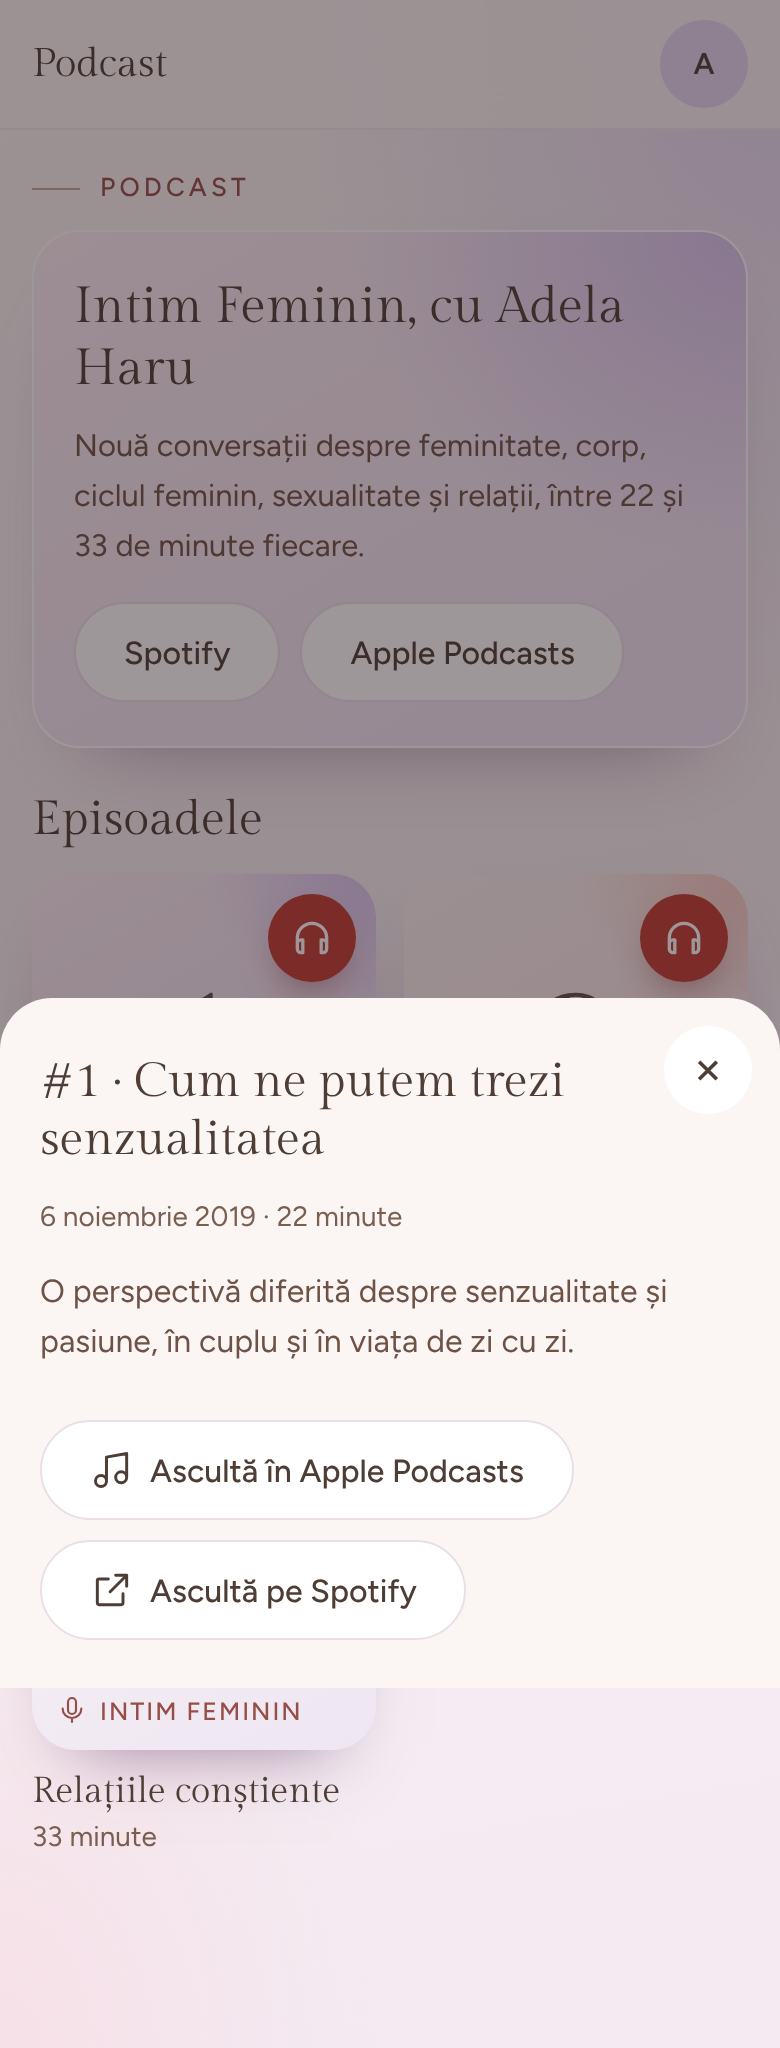 Podcast
A
PODCAST
Intim Feminin, cu Adela
Haru
Nouă conversații despre feminitate, corp,
ciclul feminin, sexualitate și relații, între 22 și
33 de minute fiecare.
Spotify
Apple Podcasts
Episoadele
#1 · Cum ne putem trezi
senzualitatea
6 noiembrie 2019 · 22 minute
O perspectivă diferită despre senzualitate și
pasiune, în cuplu și în viața de zi cu zi.
Ascultă în Apple Podcasts
Ascultă pe Spotify
INTIM FEMININ
Relațiile conștiente
33 minute